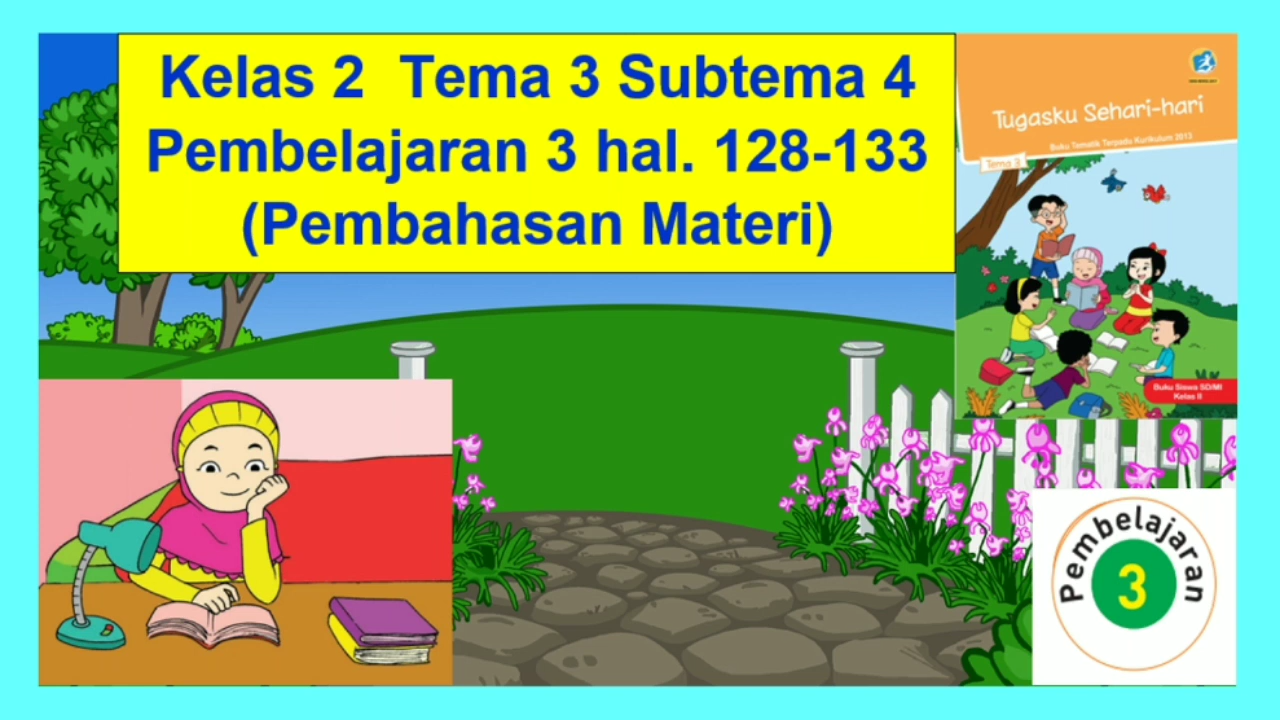 Kelas 2 Tema 3 Subtema 4
Pembelajaran 3 hal. 128-133
(Pembahasan Materi)
Tugasku Sehari-hari
Buku Tematik Terpadu Kurikulum 2013
Tema 3
Buku Siswa SD/MI
Kelas II
Pembelajaran
3